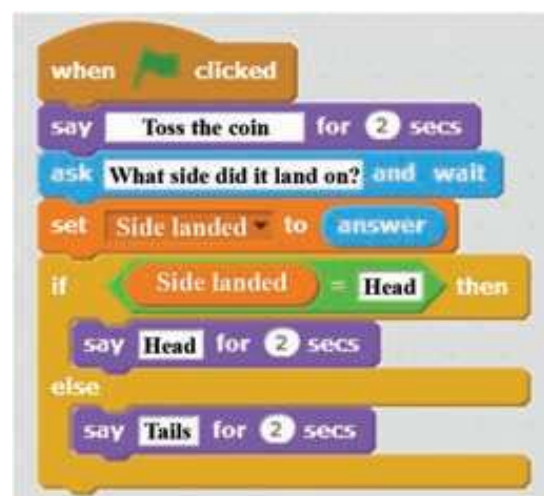 when clicked
say Toss the coin for 2 secs
ask What side did it land on? and wait
set Side landed to answer
if Side landed = Head then
say Head for 2 secs
else
say Tails for 2 secs